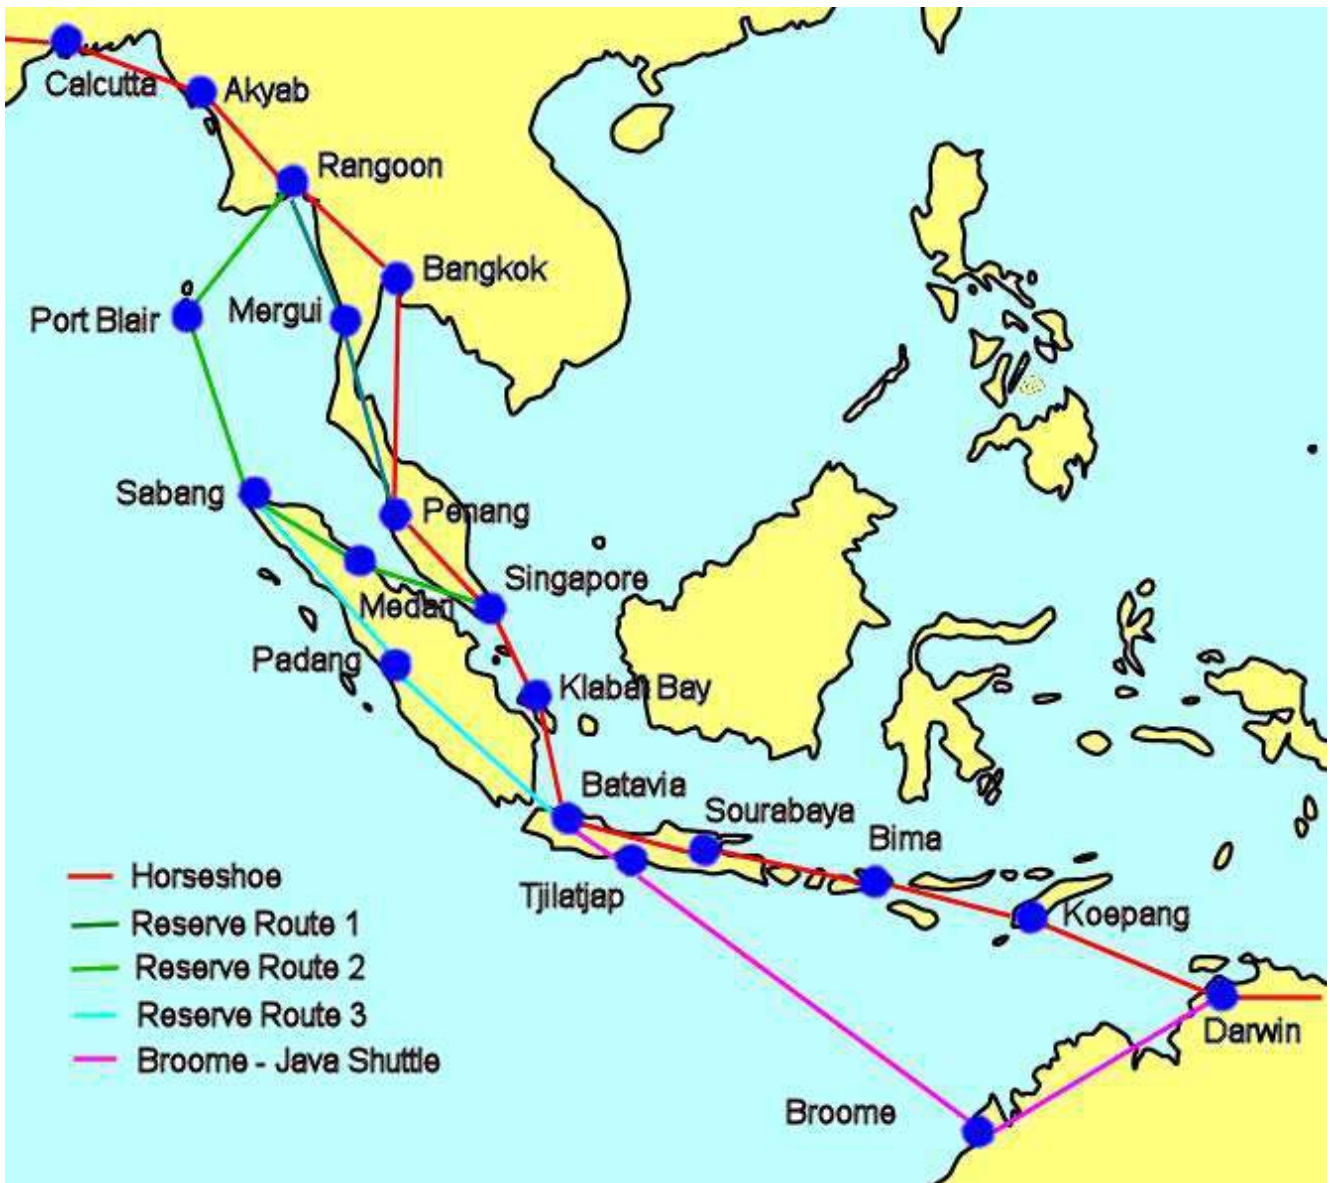 Calcutta
Akyab
Rangoon
Bangkok
Port Blair
Mergui
Sabang
Penang
Singapore
Medan
Padang
Klabat Bay
Batavia
Sourabaya
Bima
Tjilatjap
Koepang
Darwin
Broome
Horseshoe
Reserve Route 1
Reserve Route 2
Reserve Route 3
Broome - Java Shuttle